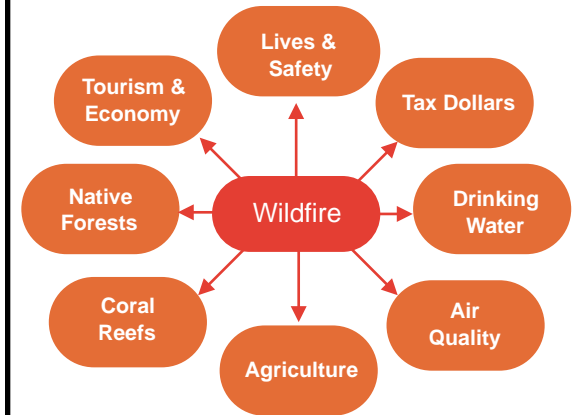 Lives &
Safety
Tourism &
Economy
Tax Dollars
Native
Forests
Wildfire
Drinking
Water
Coral
Reefs
Air
Quality
Agriculture